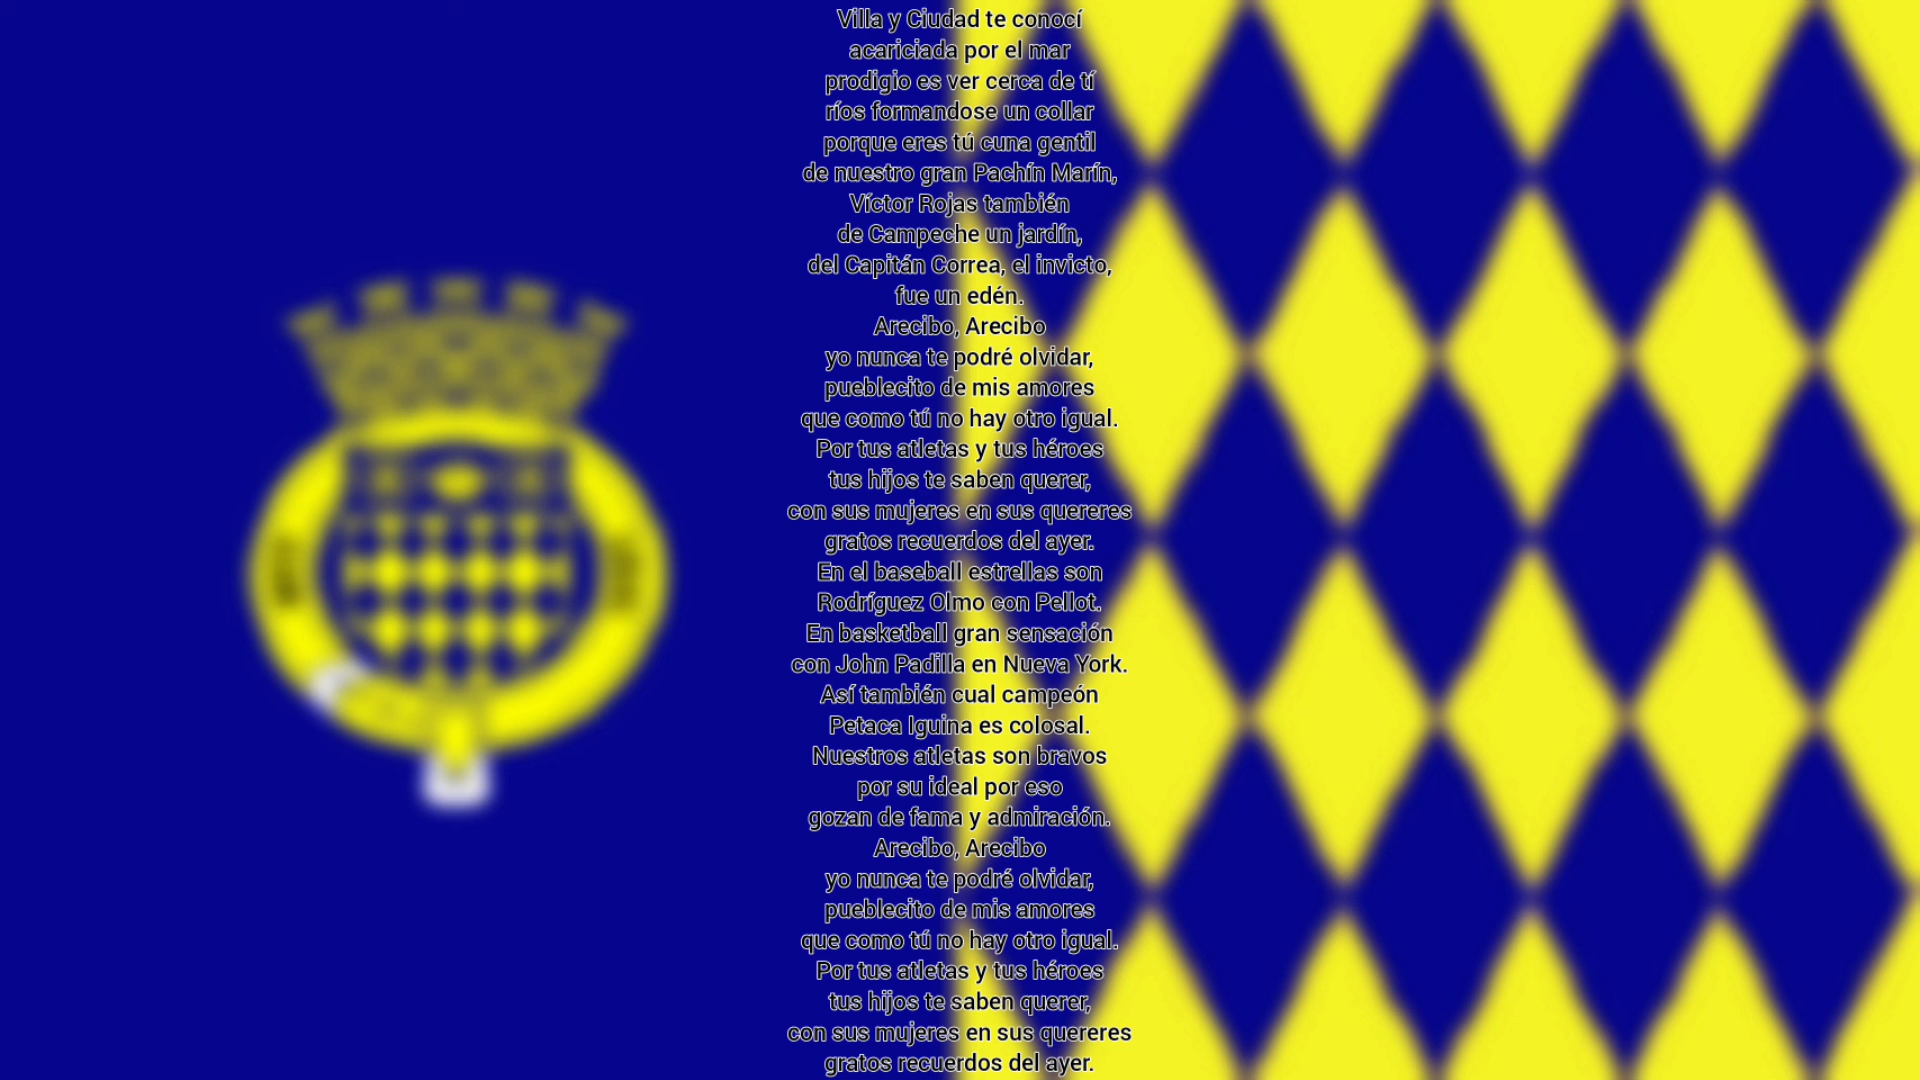 Villa y Ciudad te conocí
acariciada por el mar
prodigio es ver cerca de tí
ríos formandose un collar
porque eres tú cuna gentil
de nuestro gran Pachín Marín,
Víctor Rojas también
de Campeche un jardín,
del Capitán Correa, el invicto,
fue un edén.
Arecibo, Arecibo
yo nunca te podré olvidar,
pueblecito de mis amores
que como tú no hay otro igual.
Por tus atletas y tus héroes
tus hijos te saben querer,
con sus mujeres en sus quereres
gratos recuerdos del ayer.
En el baseball estrellas son
Rodríguez Olmo con Pellot.
En basketball gran sensación
con John Padilla en Nueva York.
Así también cual campeón
Petaca Iguina es colosal.
Nuestros atletas son bravos
por su ideal por eso
gozan de fama y admiración.
Arecibo, Arecibo
yo nunca te podré olvidar,
pueblecito de mis amores
que como tú no hay otro igual.
Por tus atletas y tus héroes
tus hijos te saben querer,
con sus mujeres en sus quereres
gratos recuerdos del ayer.